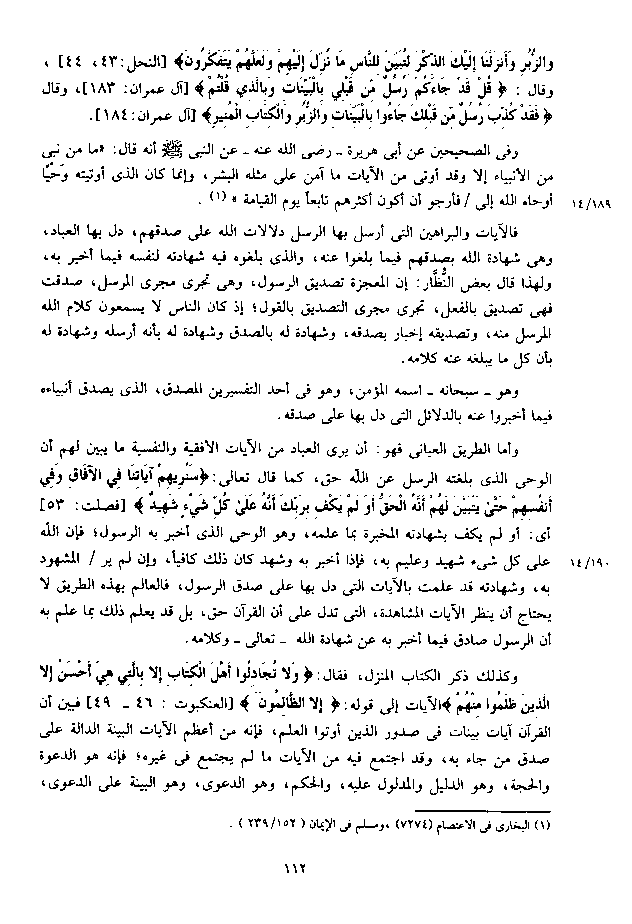 والزُّبُرِ وَأَنزَلْنَا إِلَيْكَ الذِّكْرَ لِتُبَيِّنَ لِلنَّاسِ مَا نُزِّلَ إِلَيْهِمْ وَلَعَلَّهُمْ يَتَفَكَّرُونَ﴾ [النحل:٤٣، ٤٤] ،
وقال : ﴿ قُلْ قَدْ جَاءَكُمْ رُسُلٌ مِّن قَبْلِي بِالْبَيِّنَاتِ وَبِالَّذِي قُلْتُمْ ﴾ [آل عمران: ١٨٣]، وقال
﴿ فَقَدْ كُذِّبَ رُسُلٌ مِّن قَبْلِكَ جَاءُوا بِالْبَيِّنَاتِ وَالزُّبُرِ وَالْكِتَابِ الْمُنِيرِ﴾ [آل عمران:١٨٤].
وفى الصحيحين عن أبى هريرة ـ رضى الله عنه ـ عن النبى ﷺ أنه قال: «ما من نبى
من الأنبياء إلا وقد أوتى من الآيات ما آمن على مثله البشر، وإنما كان الذى أوتيته وَحْيًا
أوحاه الله إلى / فأرجو أن أكون أكثرهم تابعاً يوم القيامة » (١) . ١٤/١٨٩
فالآيات والبراهين التى أرسل بها الرسل دلالات الله على صدقهم، دل بها العباد،
وهى شهادة الله بصدقهم فيما بلغوا عنه، والذى بلغوه فيه شهادته لنفسه فيما أخبر به،
ولهذا قال بعض النُّظَّار: إن المعجزة تصديق الرسول، وهى تجرى مجرى المرسل، صدقت
فهى تصديق بالفعل، تجرى مجرى التصديق بالقول؛ إذ كان الناس لا يسمعون كلام الله
المرسل منه، وتصديقه إخبار بصدقه، وشهادة له بالصدق وشهادة له بأنه أرسله وشهادة له
بأن كل ما يبلغه عنه كلامه.
وهو ـ سبحانه ـ اسمه المؤمن، وهو فى أحد التفسيرين المصدق، الذى يصدق أنبياءه
فيما أخبروا عنه بالدلائل التى دل بها على صدقه.
وأما الطريق العيانى فهو: أن يرى العباد من الآيات الأفقية والنفسية ما يبين لهم أن
الوحى الذى بلغته الرسل عن الله حق، كما قال تعالى:﴿سَنُرِيهِمْ آيَاتِنَا فِي الآفَاقِ وَفِي
أَنفُسِهِمْ حَتَّىٰ يَتَبَيَّنَ لَهُمْ أَنَّهُ الْحَقُّ أَوَ لَمْ يَكْفِ بِرَبِّكَ أَنَّهُ عَلَىٰ كُلِّ شَيْءٍ شَهِيدٌ ﴾ [فصلت: ٥٣]
أى: أو لم يكف بشهادته المخبرة بما علمه، وهو الوحى الذى أخبر به الرسول؛ فإن الله
على كل شىء شهيد وعليم به، فإذا أخبر به وشهد كان ذلك كافياً، وإن لم ير / المشهود ١٤/١٩٠
به، وشهادته قد علمت بالآيات التى دل بها على صدق الرسول، فالعالم بهذه الطريق لا
يحتاج أن ينظر الآيات المشاهدة، التى تدل على أن القرآن حق، بل قد يعلم ذلك بما علم به
أن الرسول صادق فيما أخبر به عن شهادة الله ـ تعالى ـ وكلامه.
وكذلك ذكر الكتاب المنزل، فقال:﴿ وَلا تُجَادِلُوا أَهْلَ الْكِتَابِ إِلا بِالَّتِي هِيَ أَحْسَنُ إِلا
الَّذِينَ ظَلَمُوا مِنْهُمْ ﴾الآيات إلى قوله:﴿ إِلا الظَّالِمُونَ ﴾ [العنكبوت : ٤٦ ـ ٤٩] فبين أن
القرآن آيات بينات فى صدور الذين أوتوا العلم، فإنه من أعظم الآيات البينة الدالة على
صدق من جاء به، وقد اجتمع فيه من الآيات ما لم يجتمع فى غيره؛ فإنه هو الدعوة
والحجة، وهو الدليل والمدلول عليه، والحكم، وهو الدعوى، وهو البينة على الدعوى،
(١) البخارى فى الاعتصام (٧٢٧٤) ،ومسلم فى الإيمان ( ٢٣٩/١٥٢ ) .
١١٢